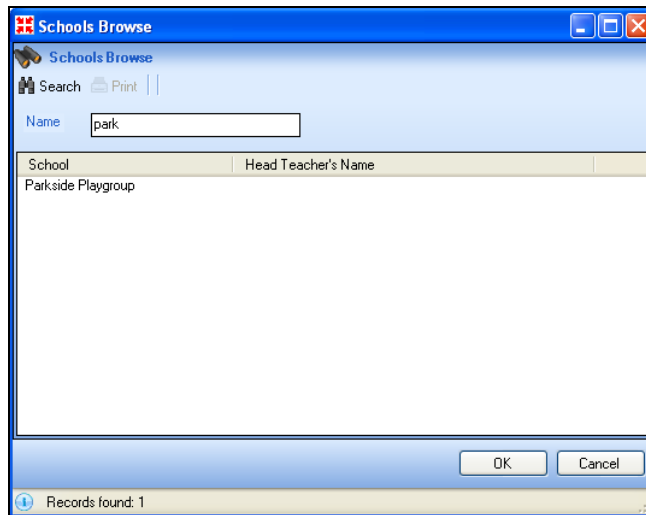 Schools Browse
Schools Browse
Search Print
Name park
School Head Teacher's Name
Parkside Playgroup
OK Cancel
Records found: 1